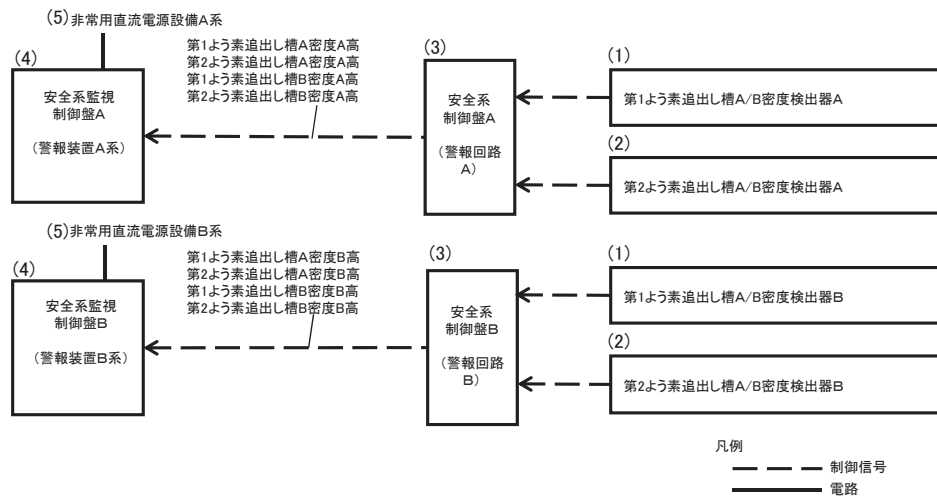 (5)非常用直流電源設備A系
(4)
安全系監視
制御盤A
(警報装置A系)
第1よう素追出し槽A密度A高
第2よう素追出し槽A密度A高
第1よう素追出し槽B密度A高
第2よう素追出し槽B密度A高
(3)
安全系
制御盤A
(警報回路
A)
(1)
第1よう素追出し槽A/B密度検出器A
(2)
第2よう素追出し槽A/B密度検出器A
(5)非常用直流電源設備B系
(4)
安全系監視
制御盤B
(警報装置B系)
第1よう素追出し槽A密度B高
第2よう素追出し槽A密度B高
第1よう素追出し槽B密度B高
第2よう素追出し槽B密度B高
(3)
安全系
制御盤B
(警報回路
B)
(1)
第1よう素追出し槽A/B密度検出器B
(2)
第2よう素追出し槽A/B密度検出器B
凡例
制御信号
電路